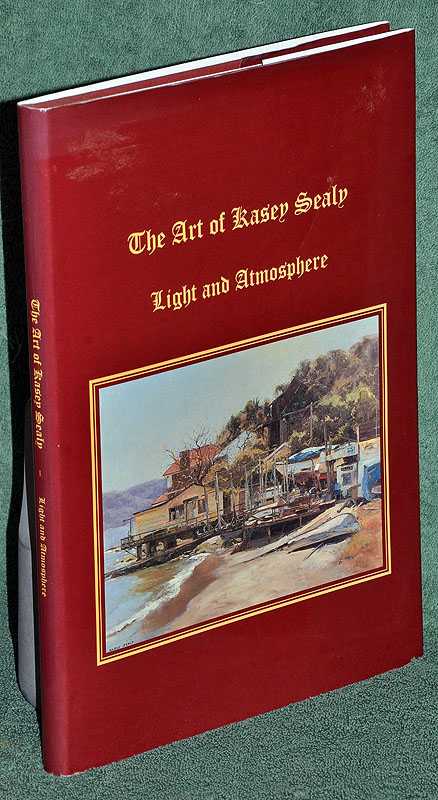 The Art of Kasey Sealy
Light and Atmosphere
The Art of Kasey Sealy - Light and Atmosphere